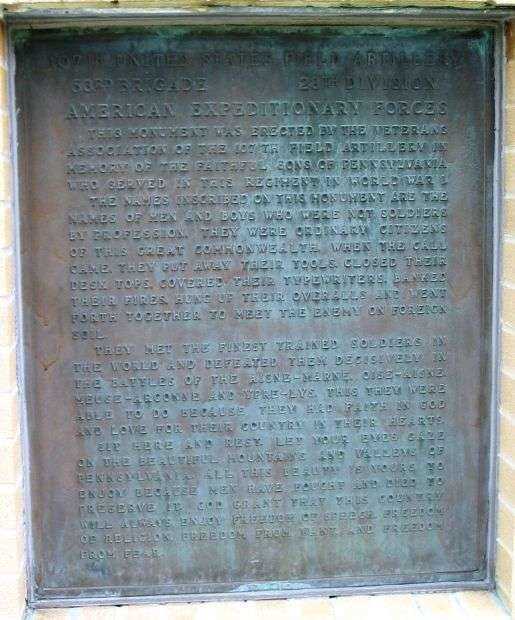 107TH UNITED STATES FIELD ARTILLERY
53RD BRIGADE 28TH DIVISION
AMERICAN EXPEDITIONARY FORCES
THIS MONUMENT WAS ERECTED BY THE VETERANS
ASSOCIATION OF THE 107TH FIELD ARTILLERY IN
MEMORY OF THE FAITHFUL SONS OF PENNSYLVANIA
WHO SERVED IN THIS REGIMENT IN WORLD WAR I.
THE NAMES INSCRIBED ON THIS MONUMENT ARE THE
NAMES OF MEN AND BOYS WHO WERE NOT SOLDIERS
BY PROFESSION. THEY WERE ORDINARY CITIZENS
OF THIS GREAT COMMONWEALTH. WHEN THE CALL
CAME, THEY PUT AWAY THEIR TOOLS, CLOSED THEIR
DESK TOPS, COVERED THEIR TYPEWRITERS, BANKED
THEIR FIRES, HUNG UP THEIR OVERALLS AND WENT
FORTH TOGETHER TO MEET THE ENEMY ON FOREIGN
SOIL.
THEY MET THE FINEST TRAINED SOLDIERS IN
THE WORLD AND DEFEATED THEM DECISIVELY IN
THE BATTLES OF THE AISNE-MARNE, OISE-AISNE,
MEUSE-ARGONNE, AND YPRE-LYS. THIS THEY WERE
ABLE TO DO BECAUSE THEY HAD FAITH IN GOD
AND LOVE FOR THEIR COUNTRY IN THEIR HEARTS.
SIT HERE AND REST. LET YOUR EYES GAZE
ON THE BEAUTIFUL MOUNTAINS AND VALLEYS OF
PENNSYLVANIA. ALL THIS BEAUTY IS YOURS TO
ENJOY BECAUSE MEN HAVE FOUGHT AND DIED TO
PRESERVE IT. GOD GRANT THAT THIS COUNTRY
WILL ALWAYS ENJOY FREEDOM OF SPEECH, FREEDOM
OF RELIGION, FREEDOM FROM WANT, AND FREEDOM
FROM FEAR.